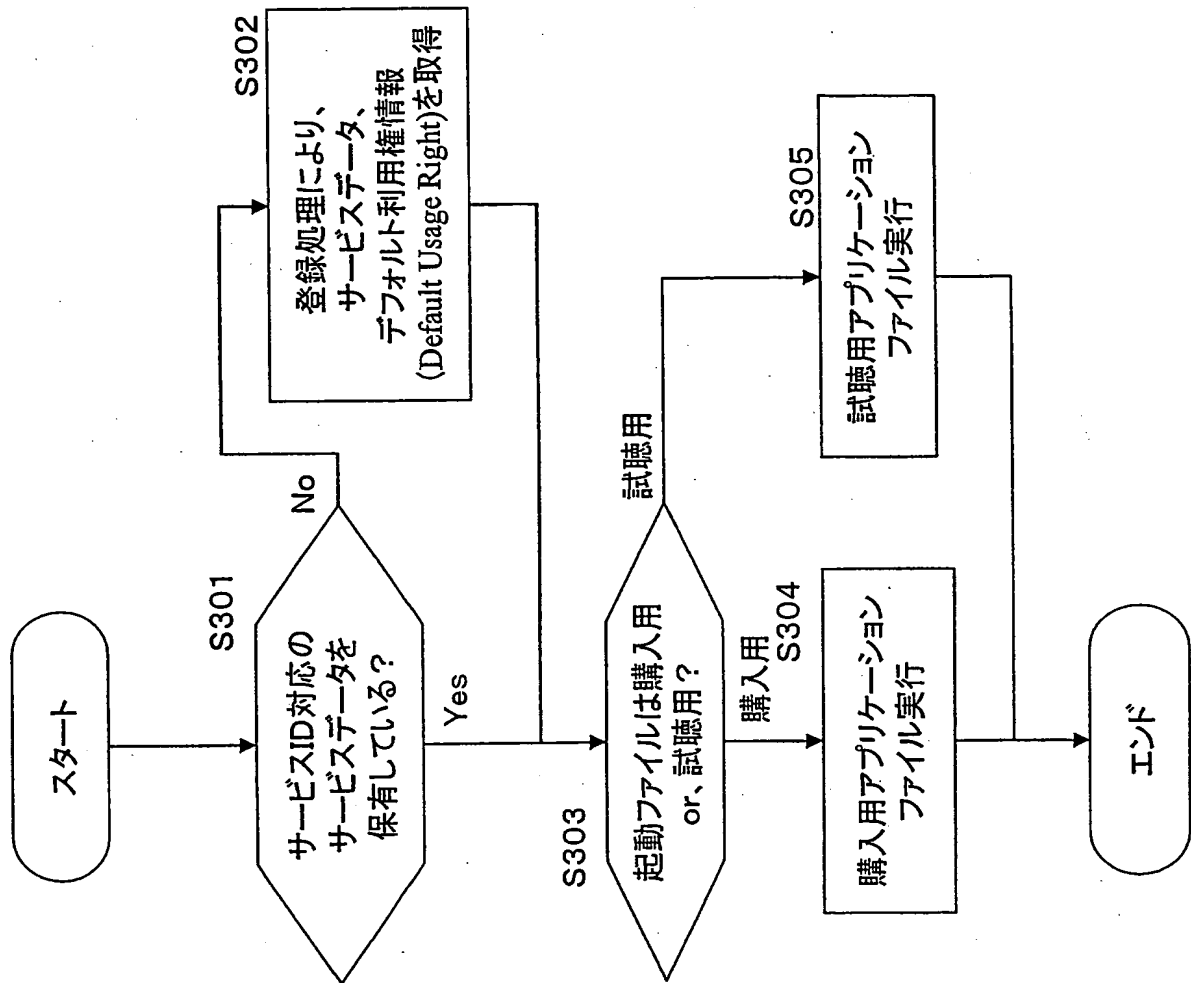 スタート
S301
サービスID対応の
サービスデータを
保有している？
No
Yes
S302
登録処理により、
サービスデータ、
デフォルト利用権情報
(Default Usage Right)を取得
S303
起動ファイルは購入用
or、試聴用？
試聴用
購入用
S304
購入用アプリケーション
ファイル実行
S305
試聴用アプリケーション
ファイル実行
エンド